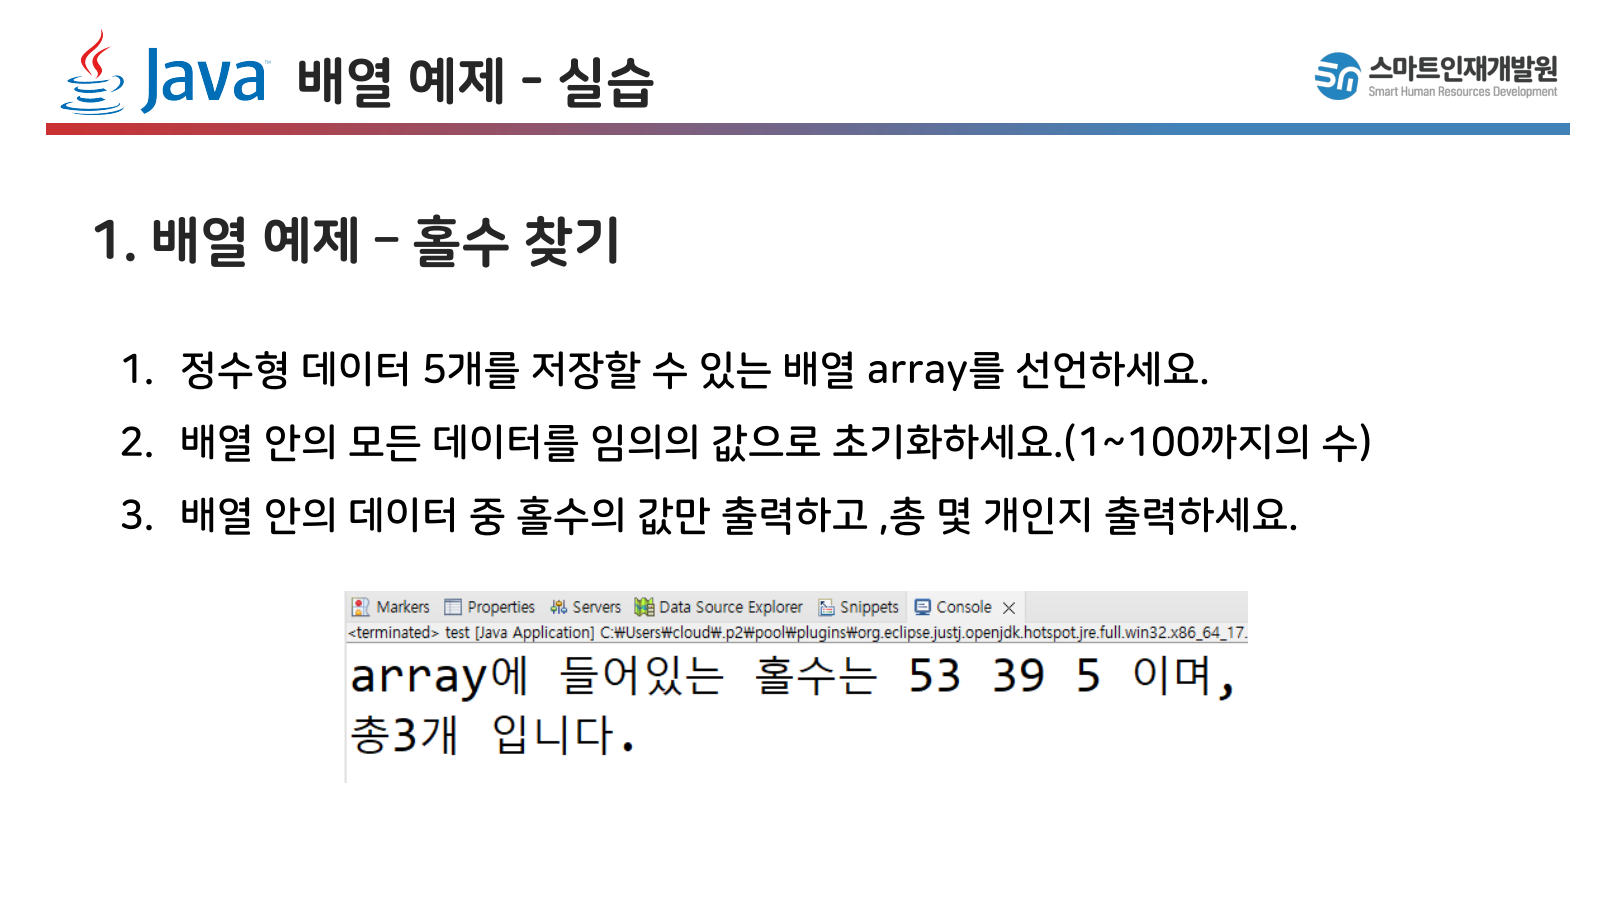 Java™ 배열 예제 - 실습
스마트인재개발원
Smart Human Resources Development
1. 배열 예제 – 홀수 찾기
1. 정수형 데이터 5개를 저장할 수 있는 배열 array를 선언하세요.
2. 배열 안의 모든 데이터를 임의의 값으로 초기화하세요.(1~100까지의 수)
3. 배열 안의 데이터 중 홀수의 값만 출력하고 ,총 몇 개인지 출력하세요.
Markers Properties Servers Data Source Explorer Snippets Console
<terminated> test [Java Application] C:₩Users₩cloud₩.p2₩pool₩plugins₩org.eclipse.justj.openjdk.hotspot.jre.full.win32.x86_64_17.
array에 들어있는 홀수는 53 39 5 이며,
총3개 입니다.